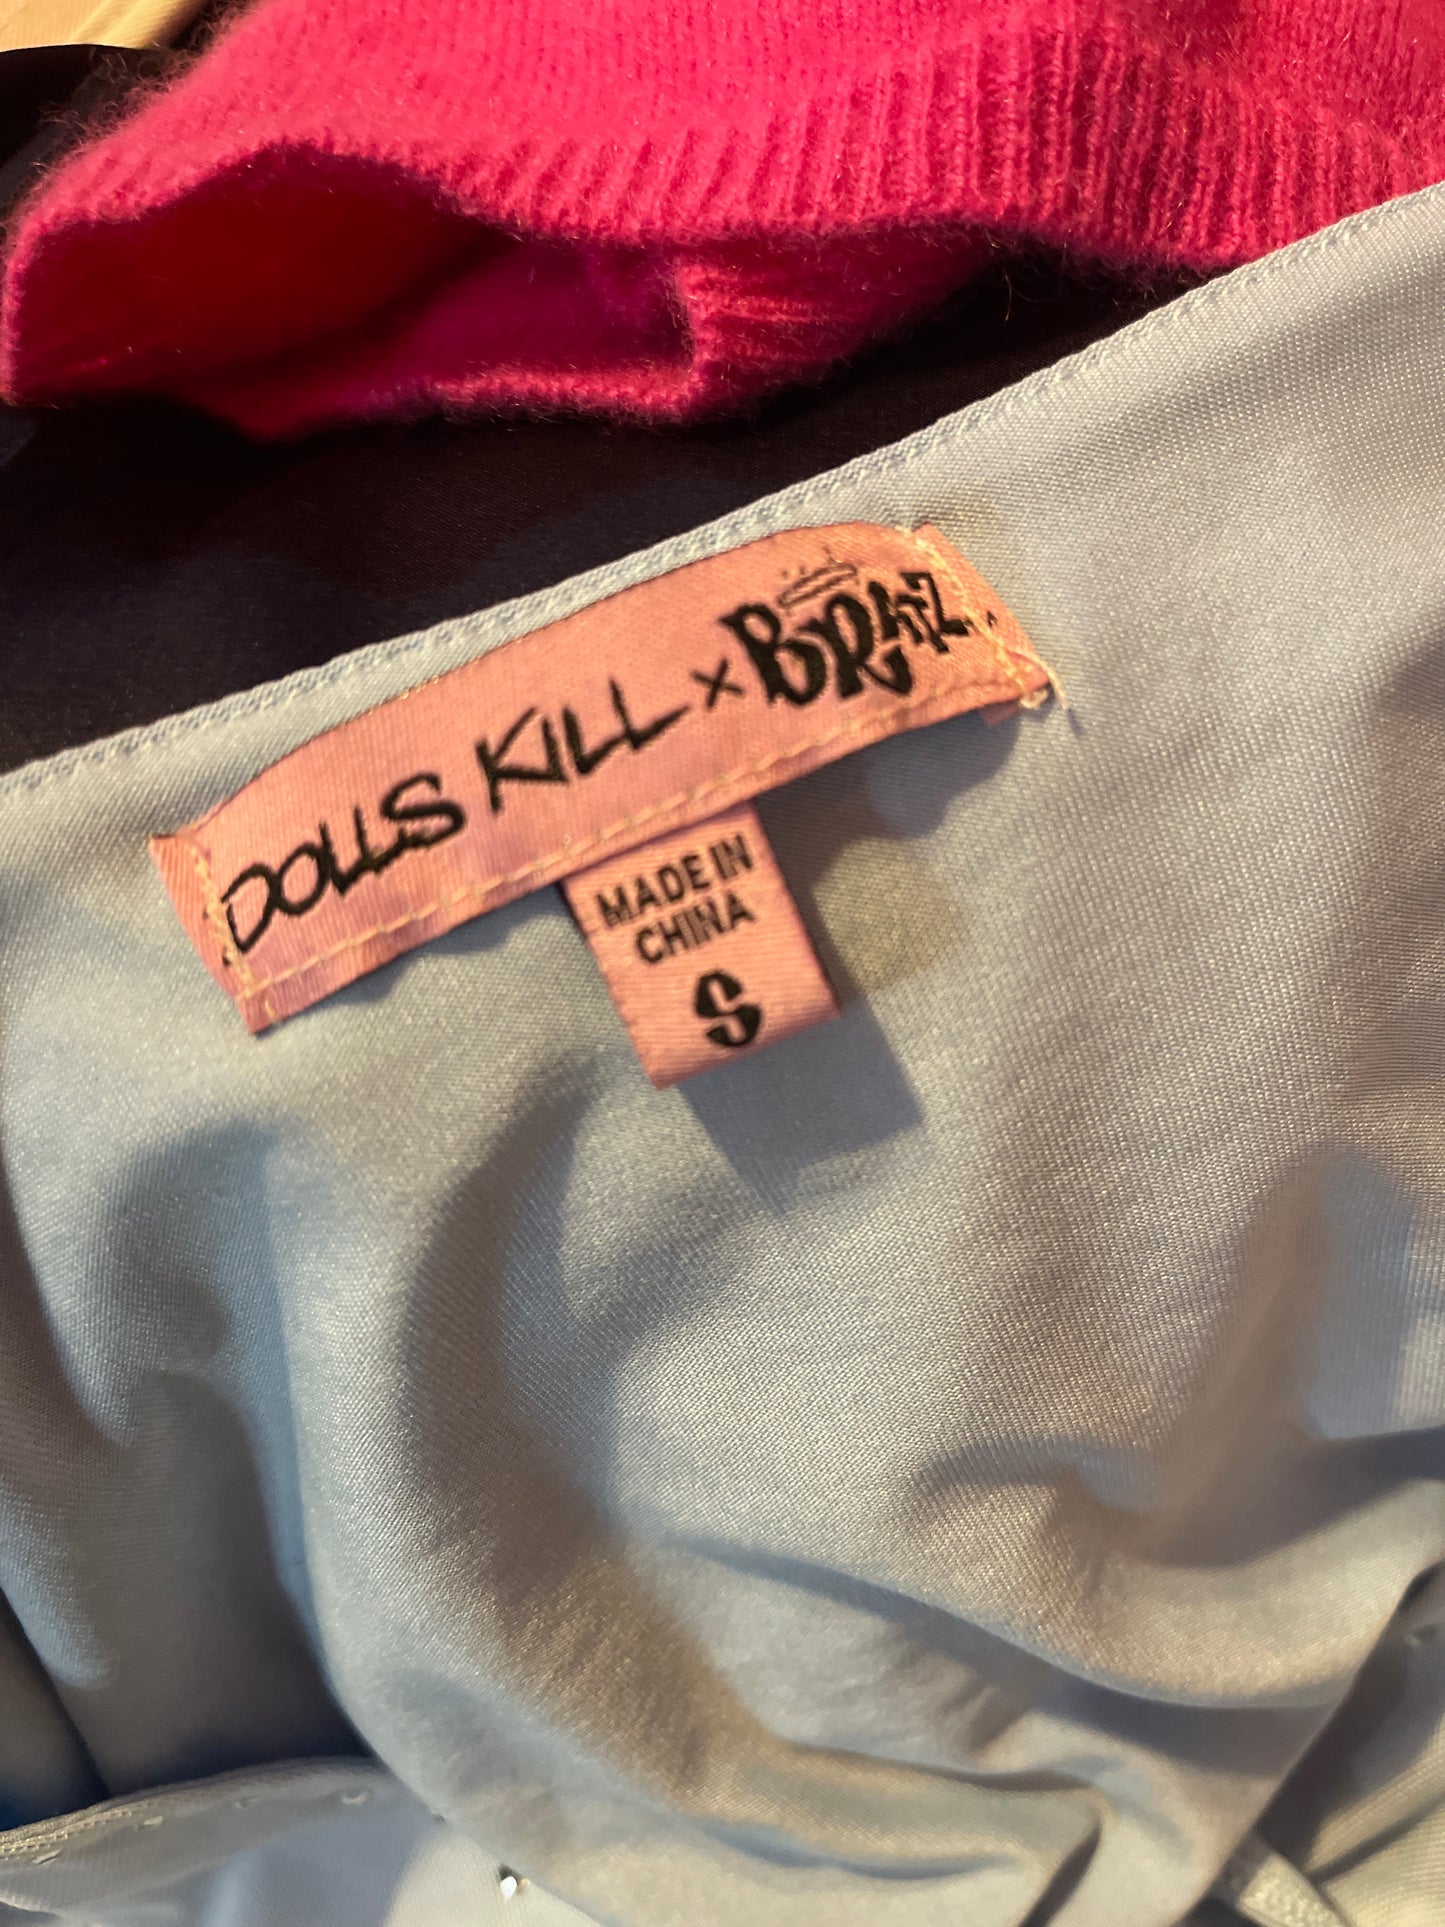 DOLLS KILL × BRATZ
MADE IN
CHINA
S